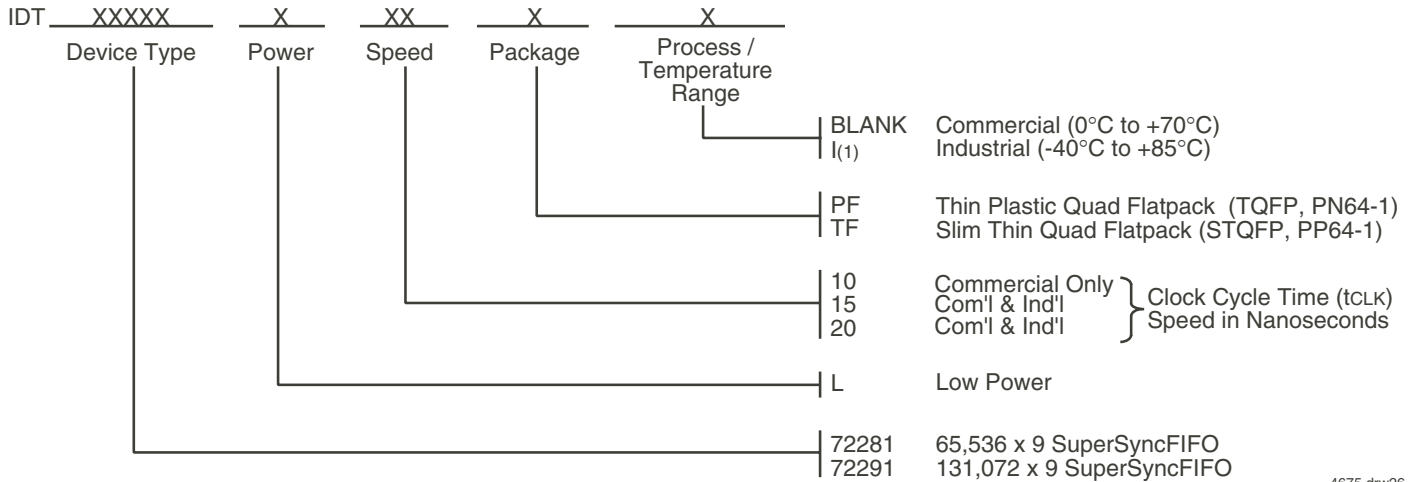 IDT XXXXX X XX X X
Device Type Power Speed Package Process /
Temperature
Range
BLANK Commercial (0°C to +70°C)
I(1) Industrial (-40°C to +85°C)
PF Thin Plastic Quad Flatpack (TQFP, PN64-1)
TF Slim Thin Quad Flatpack (STQFP, PP64-1)
10 Commercial Only
15 Com'l & Ind'l
20 Com'l & Ind'l
Clock Cycle Time (tCLK)
Speed in Nanoseconds
L Low Power
72281 65,536 x 9 SuperSyncFIFO
72291 131,072 x 9 SuperSyncFIFO
4675 drw26